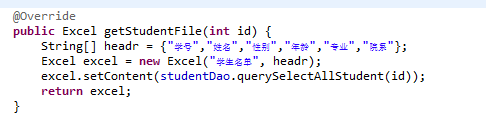 @Override
public Excel getStudentFile(int id) {
String[] headr = {"学号","姓名","性别","年龄","专业","院系"};
Excel excel = new Excel("学生名单", headr);
excel.setContent(studentDao.querySelectAllStudent(id));
return excel;
}